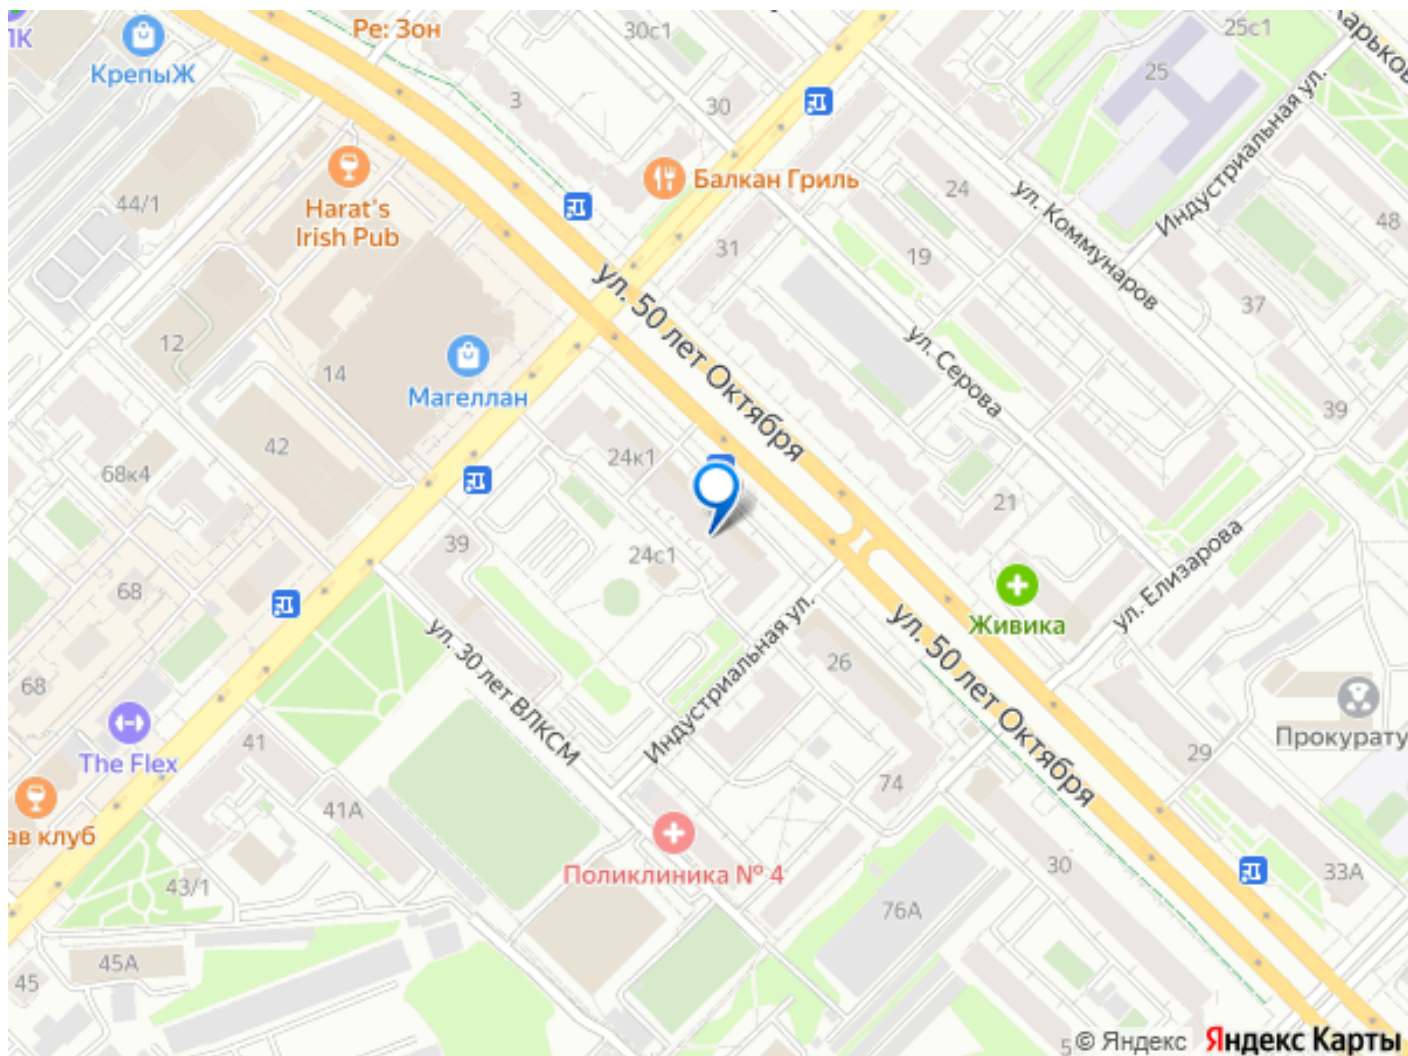 ПК
КрепыЖ
Ре: Зон
30с1
25с1
Харьков
25
3
30
Индустриальная ул.
44/1
Harat's
Irish Pub
Балкан Гриль
24
ул. Коммунаров
48
31
19
37
ул. 50 лет Октября
12
14
Магеллан
ул. Серова
39
42
68к4
24к1
21
39
24с1
68
ул. Елизарова
Живика
ул. 30 лет ВЛКСМ
Индустриальная ул.
26
ул. 50 лет Октября
68
The Flex
41
74
29
Прокурату
41А
ав клуб
43/1
Поликлиника № 4
30
33А
76А
45А
45
5
© Яндекс
Яндекс Карты